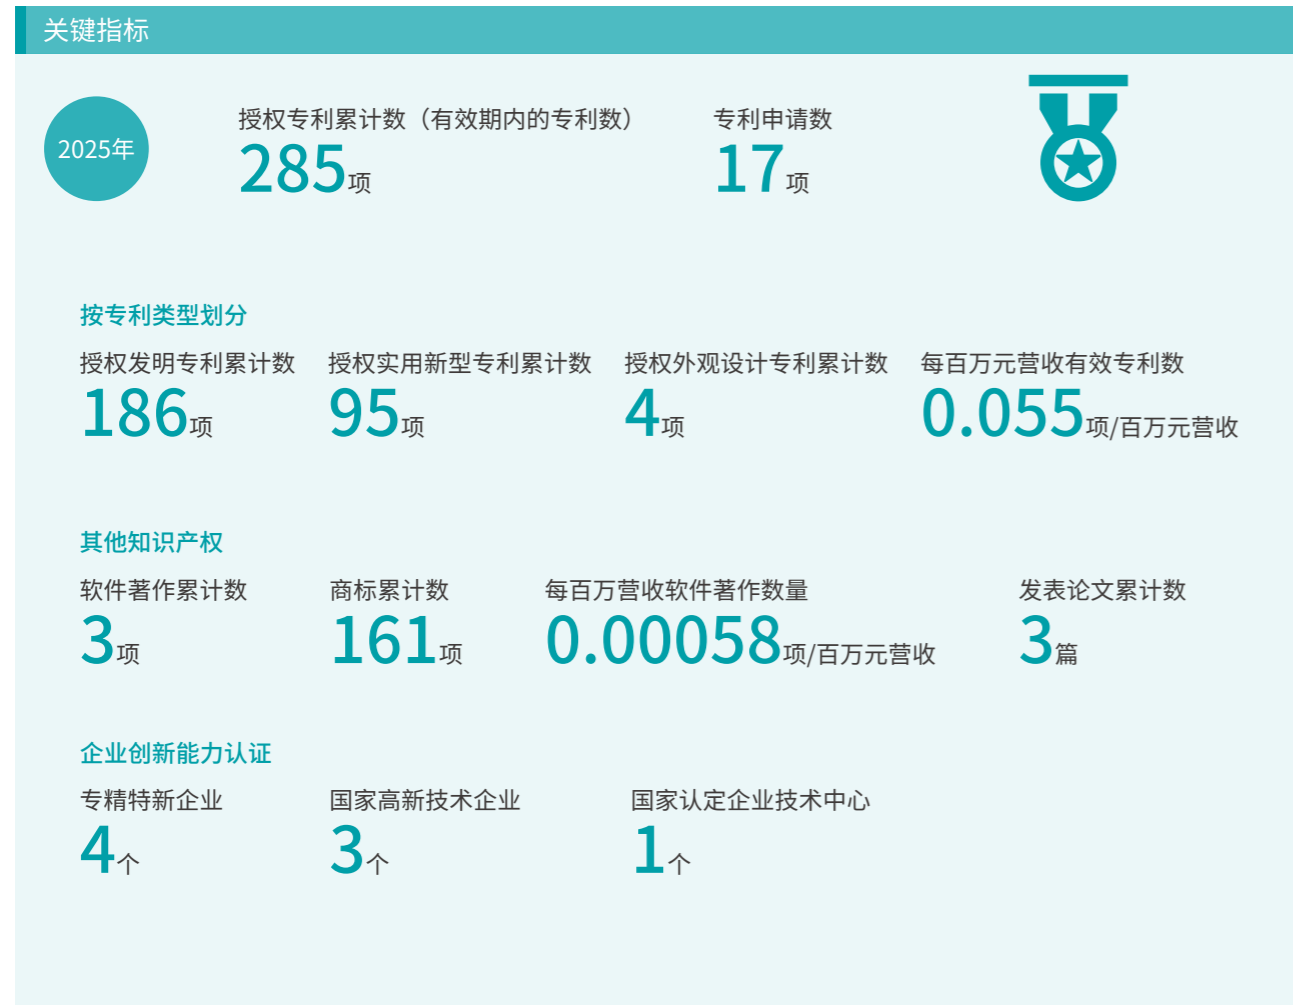 关键指标
2025年
授权专利累计数（有效期内的专利数）
285项
专利申请数
17项
按专利类型划分
授权发明专利累计数 授权实用新型专利累计数 授权外观设计专利累计数 每百万元营收有效专利数
186项 95项 4项 0.055项/百万元营收
其他知识产权
软件著作累计数 商标累计数 每百万营收软件著作数量 发表论文累计数
3项 161项 0.00058项/百万元营收 3篇
企业创新能力认证
专精特新企业 国家高新技术企业 国家认定企业技术中心
4个 3个 1个